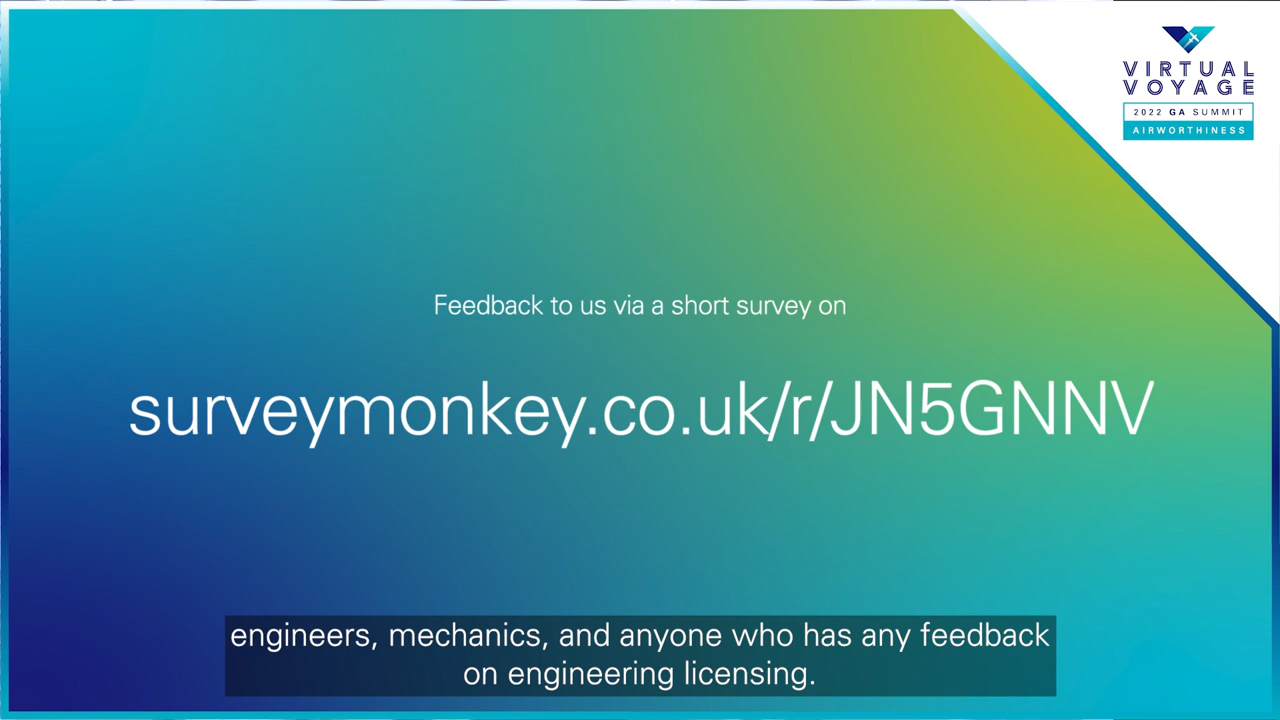 VIRTUAL
VOYAGE
2022 GA SUMMIT
AIRWORTHINESS
Feedback to us via a short survey on
surveymonkey.co.uk/r/JN5GNNV
engineers, mechanics, and anyone who has any feedback
on engineering licensing.